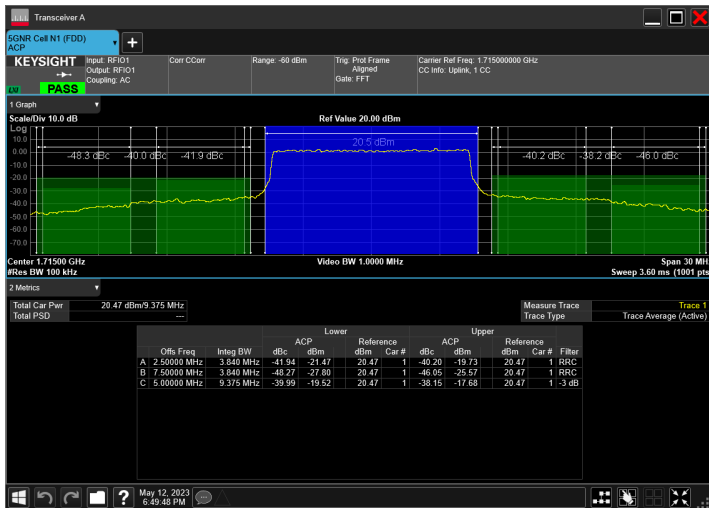 Transceiver A
5GNR Cell N1 (FDD)
ACP
KEYSIGHT
LXI
PASS
Input: RFIO1
Output: RFIO1
Coupling: AC
Corr CCorr
Range: -60 dBm
Trig: Prot Frame
Aligned
Gate: FFT
Carrier Ref Freq: 1.715000000 GHz
CC Info: Uplink, 1 CC
1 Graph
Scale/Div 10.0 dB
Ref Value 20.00 dBm
Log
10.0
0.00
-10.0
-20.0
-30.0
-40.0
-50.0
-60.0
-70.0
20.5 dBm
-48.3 dBc -40.0 dBc -41.9 dBc
-40.2 dBc -38.2 dBc -46.0 dBc
Center 1.71500 GHz
Video BW 1.0000 MHz
Span 30 MH
#Res BW 100 kHz
Sweep 3.60 ms (1001 pts
2 Metrics
Total Car Pwr 20.47 dBm/9.375 MHz
Total PSD ---
Measure Trace Trace 1
Trace Type Trace Average (Active)
Lower Upper
ACP Reference ACP Reference
Offs Freq Integ BW dBc dBm dBm Car # dBc dBm dBm Car # Filter
A 2.50000 MHz 3.840 MHz -41.94 -21.47 20.47 1 -40.20 -19.73 20.47 1 RRC
B 7.50000 MHz 3.840 MHz -48.27 -27.80 20.47 1 -46.05 -25.57 20.47 1 RRC
C 5.00000 MHz 9.375 MHz -39.99 -19.52 20.47 1 -38.15 -17.68 20.47 1 -3 dB
May 12, 2023
6:49:48 PM